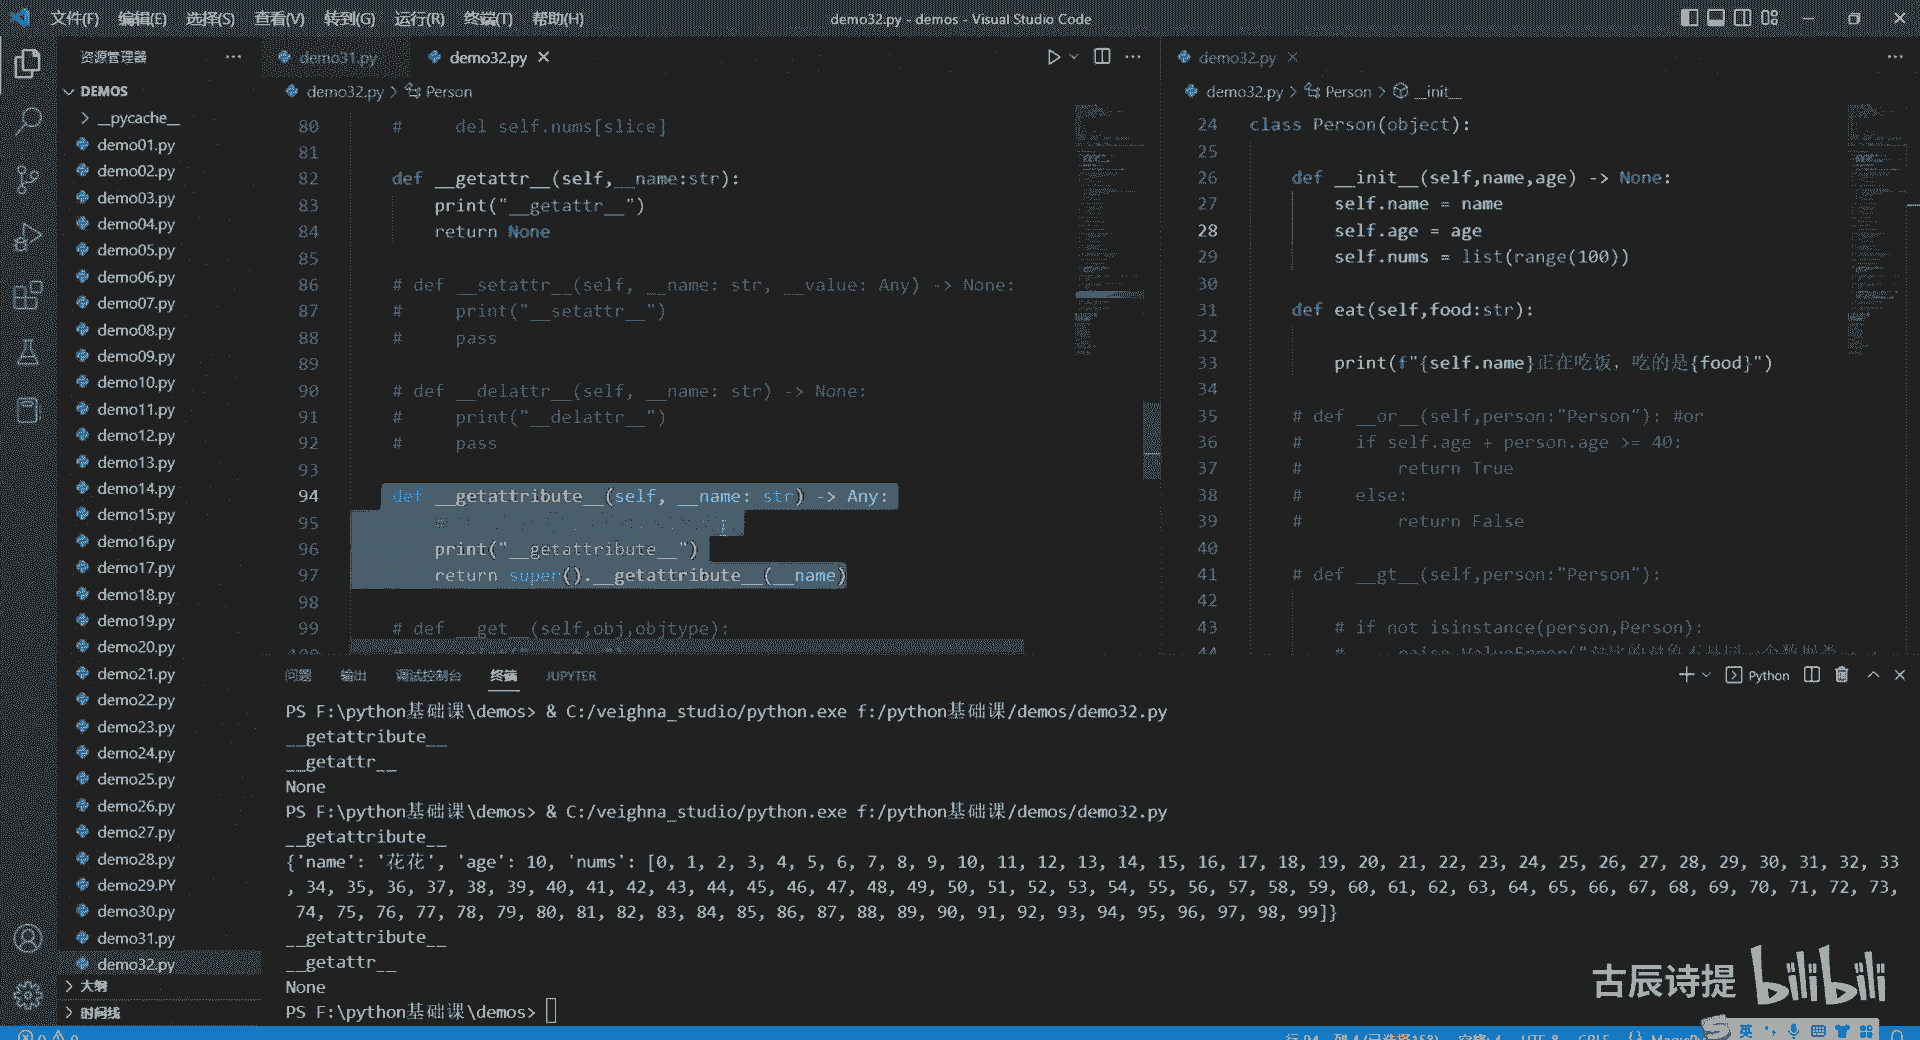 文件(F) 编辑(E) 选择(S) 查看(V) 转到(G) 运行(R) 终端(T) 帮助(H)
demo32.py - demos - Visual Studio Code
资源管理器
DEMOS
__pycache__
demo01.py
demo02.py
demo03.py
demo04.py
demo05.py
demo06.py
demo07.py
demo08.py
demo09.py
demo10.py
demo11.py
demo12.py
demo13.py
demo14.py
demo15.py
demo16.py
demo17.py
demo18.py
demo19.py
demo20.py
demo21.py
demo22.py
demo23.py
demo24.py
demo25.py
demo26.py
demo27.py
demo28.py
demo29.PY
demo30.py
demo31.py
demo32.py
大纲
时间线
demo31.py demo32.py
demo32.py > Person
80 # del self.nums[slice]
81
82 def __getattr__(self,__name:str):
83 print("__getattr__")
84 return None
85
86 # def __setattr__(self, __name: str, __value: Any) -> None:
87 # print("__setattr__")
88 # pass
89
90 # def __delattr__(self, __name: str) -> None:
91 # print("__delattr__")
92 # pass
93
94 def __getattribute__(self, __name: str) -> Any:
95 #
96 print("__getattribute__")
97 return super().__getattribute__(__name)
98
99 # def __get__(self,obj,objtype):
demo32.py
demo32.py > Person > __init__
24 class Person(object):
25
26 def __init__(self,name,age) -> None:
27 self.name = name
28 self.age = age
29 self.nums = list(range(100))
30
31 def eat(self,food:str):
32
33 print(f"{self.name}正在吃饭，吃的是{food}")
34
35 # def __or__(self,person:"Person"): #or
36 # if self.age + person.age >= 40:
37 # return True
38 # else:
39 # return False
40
41 # def __gt__(self,person:"Person"):
42
43 # if not isinstance(person,Person):
问题 输出 调试控制台 终端 JUPYTER
Python
PS F:\python基础课\demos> & C:/veighna_studio/python.exe f:/python基础课/demos/demo32.py
__getattribute__
__getattr__
None
PS F:\python基础课\demos> & C:/veighna_studio/python.exe f:/python基础课/demos/demo32.py
__getattribute__
{'name': '花花', 'age': 10, 'nums': [0, 1, 2, 3, 4, 5, 6, 7, 8, 9, 10, 11, 12, 13, 14, 15, 16, 17, 18, 19, 20, 21, 22, 23, 24, 25, 26, 27, 28, 29, 30, 31, 32, 33
, 34, 35, 36, 37, 38, 39, 40, 41, 42, 43, 44, 45, 46, 47, 48, 49, 50, 51, 52, 53, 54, 55, 56, 57, 58, 59, 60, 61, 62, 63, 64, 65, 66, 67, 68, 69, 70, 71, 72, 73,
74, 75, 76, 77, 78, 79, 80, 81, 82, 83, 84, 85, 86, 87, 88, 89, 90, 91, 92, 93, 94, 95, 96, 97, 98, 99]}
__getattribute__
__getattr__
None
PS F:\python基础课\demos>
古辰诗提 bilibili
英